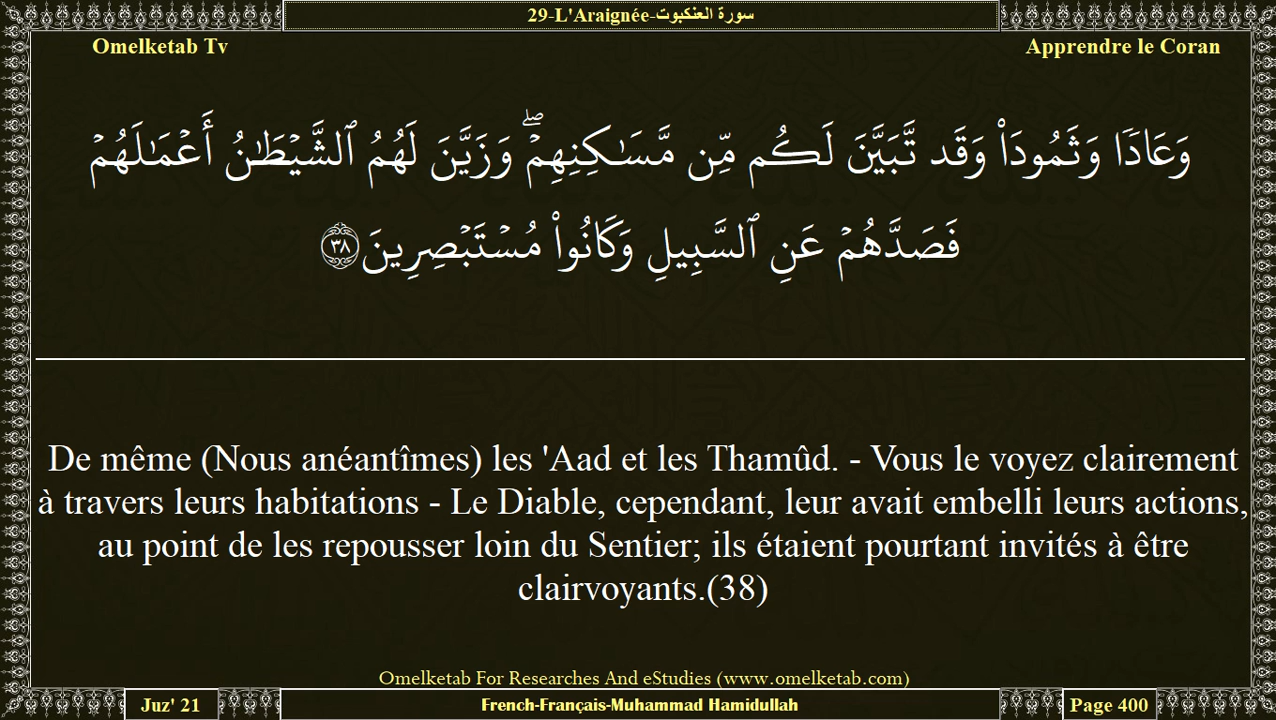 29-L'Araignée-سورة العنكبوت
Omelketab Tv
Apprendre le Coran
وَعَادٗا وَثَمُودَاْ وَقَد تَّبَيَّنَ لَكُم مِّن مَّسَٰكِنِهِمۡۖ وَزَيَّنَ لَهُمُ ٱلشَّيۡطَٰنُ أَعۡمَٰلَهُمۡ
فَصَدَّهُمۡ عَنِ ٱلسَّبِيلِ وَكَانُواْ مُسۡتَبۡصِرِينَ ٣٨
De même (Nous anéantîmes) les 'Aad et les Thamûd. - Vous le voyez clairement
à travers leurs habitations - Le Diable, cependant, leur avait embelli leurs actions,
au point de les repousser loin du Sentier; ils étaient pourtant invités à être
clairvoyants.(38)
Omelketab For Researches And eStudies (www.omelketab.com)
Juz' 21
French-Français-Muhammad Hamidullah
Page 400